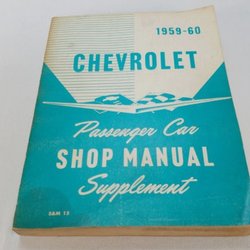 1959-60
CHEVROLET
Passenger Car
SHOP MANUAL
Supplement